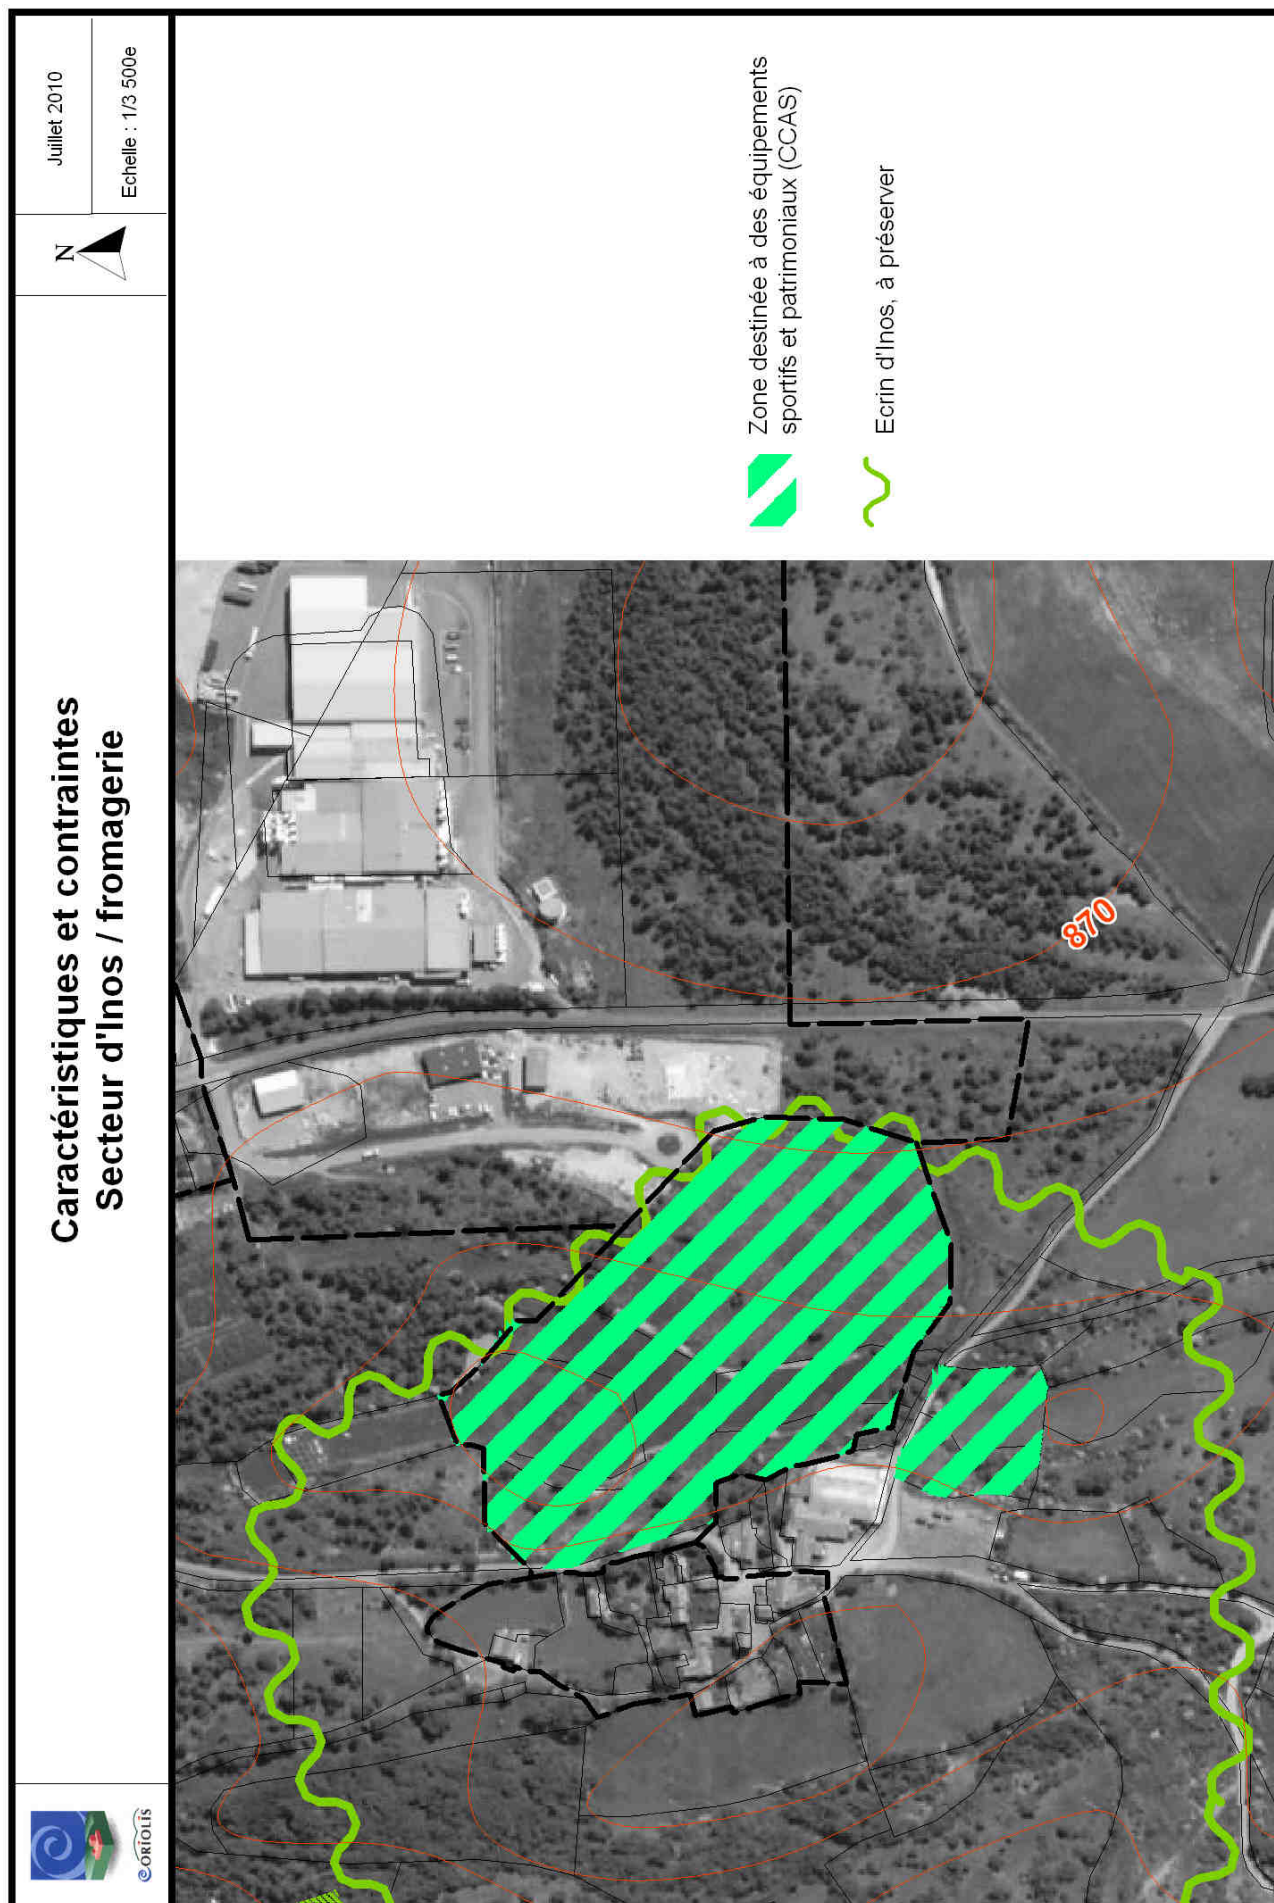 CORIOLIS
Caractéristiques et contraintes
Secteur d'Inos / fromagerie
N
Juillet 2010
Echelle : 1/3 500e
870
Zone destinée à des équipements
sportifs et patrimoniaux (CCAS)
Ecrin d'Inos, à préserver